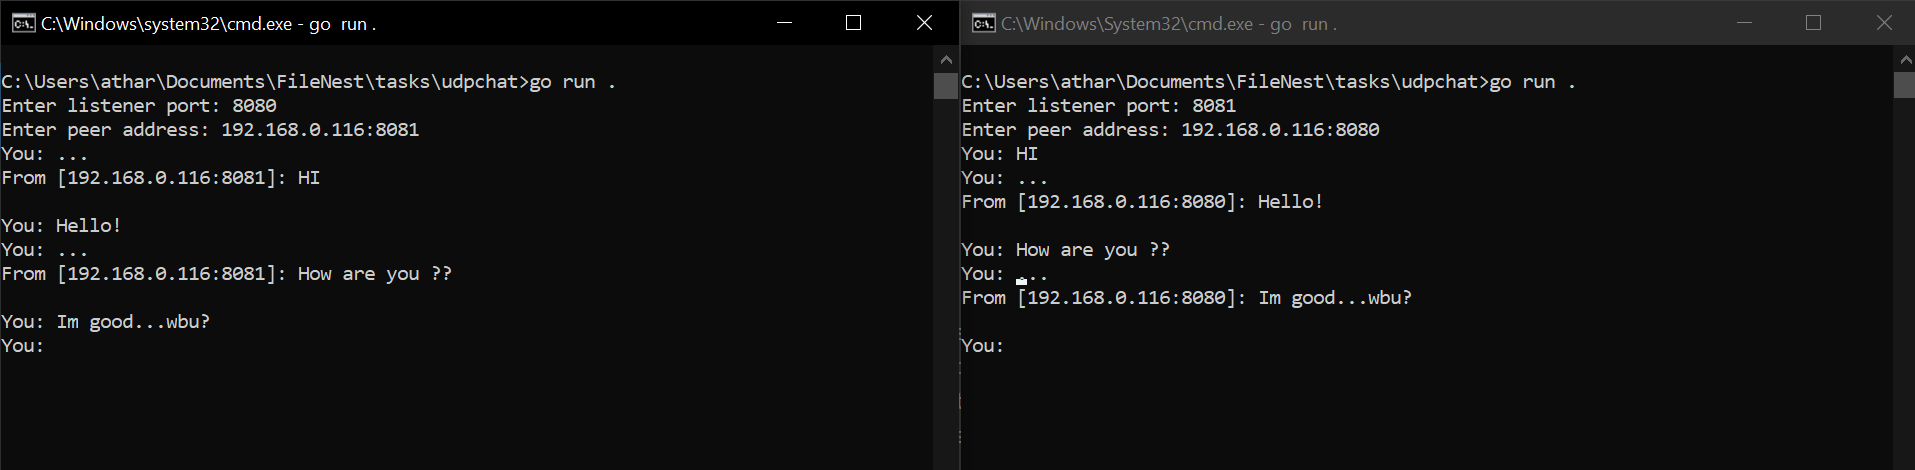 C:\Windows\system32\cmd.exe - go  run .
C:\Users\athar\Documents\FileNest\tasks\udpchat>go run .
Enter listener port: 8080
Enter peer address: 192.168.0.116:8081
You: ...
From [192.168.0.116:8081]: HI
You: Hello!
You: ...
From [192.168.0.116:8081]: How are you ??
You: Im good...wbu?
You:
C:\Windows\System32\cmd.exe - go  run .
C:\Users\athar\Documents\FileNest\tasks\udpchat>go run .
Enter listener port: 8081
Enter peer address: 192.168.0.116:8080
You: HI
You: ...
From [192.168.0.116:8080]: Hello!
You: How are you ??
You: ...
From [192.168.0.116:8080]: Im good...wbu?
You: